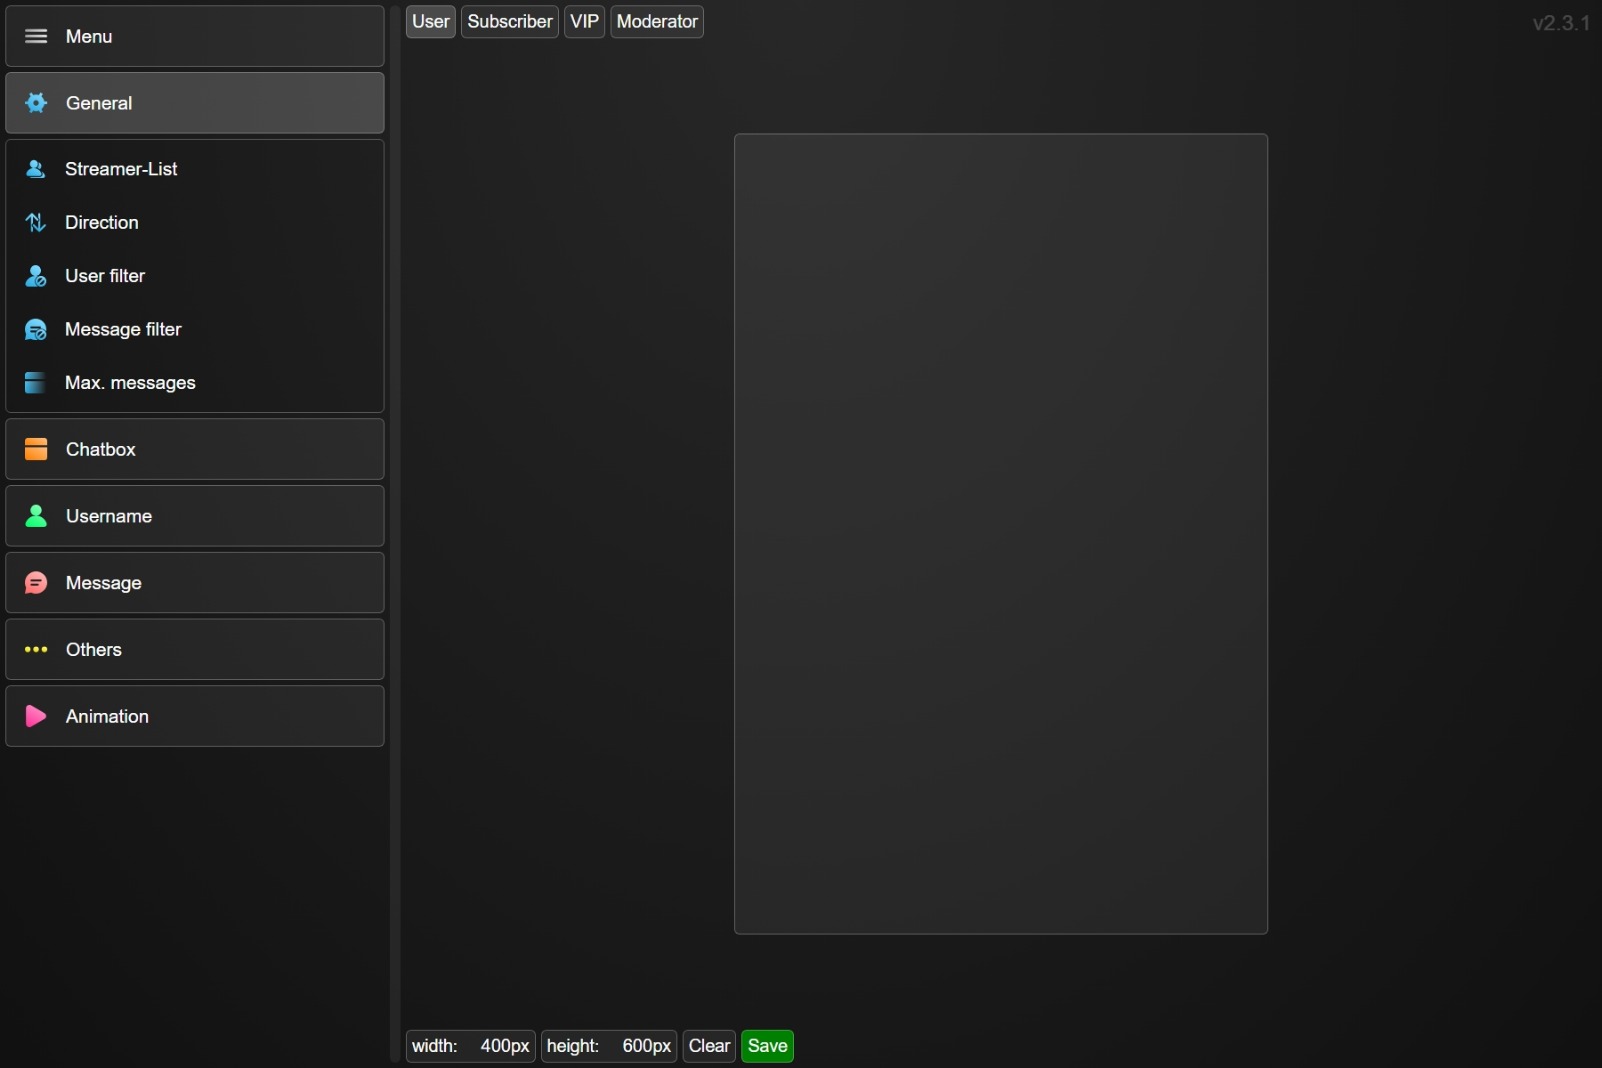 Menu
General
Streamer-List
Direction
User filter
Message filter
Max. messages
Chatbox
Username
Message
Others
Animation
User Subscriber VIP Moderator
v2.3.1
width: 400px height: 600px Clear Save